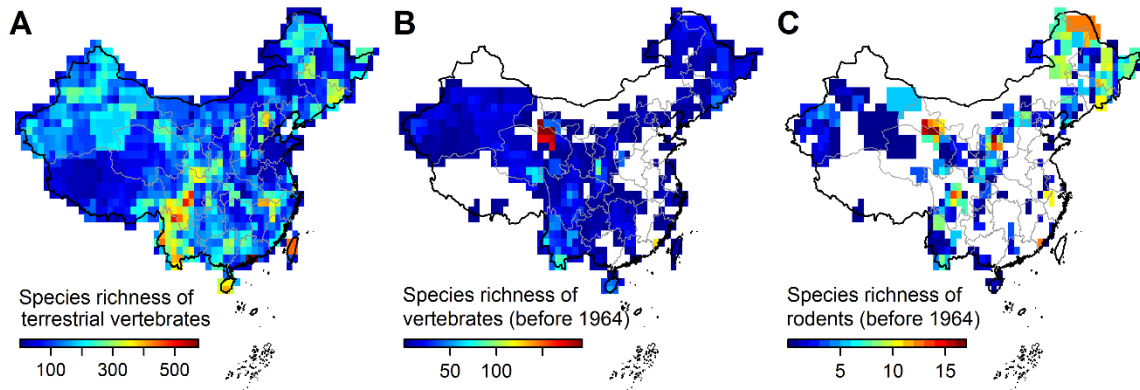 A
Species richness of
terrestrial vertebrates
100 300 500
B
Species richness of
vertebrates (before 1964)
50 100
C
Species richness of
rodents (before 1964)
5 10 15